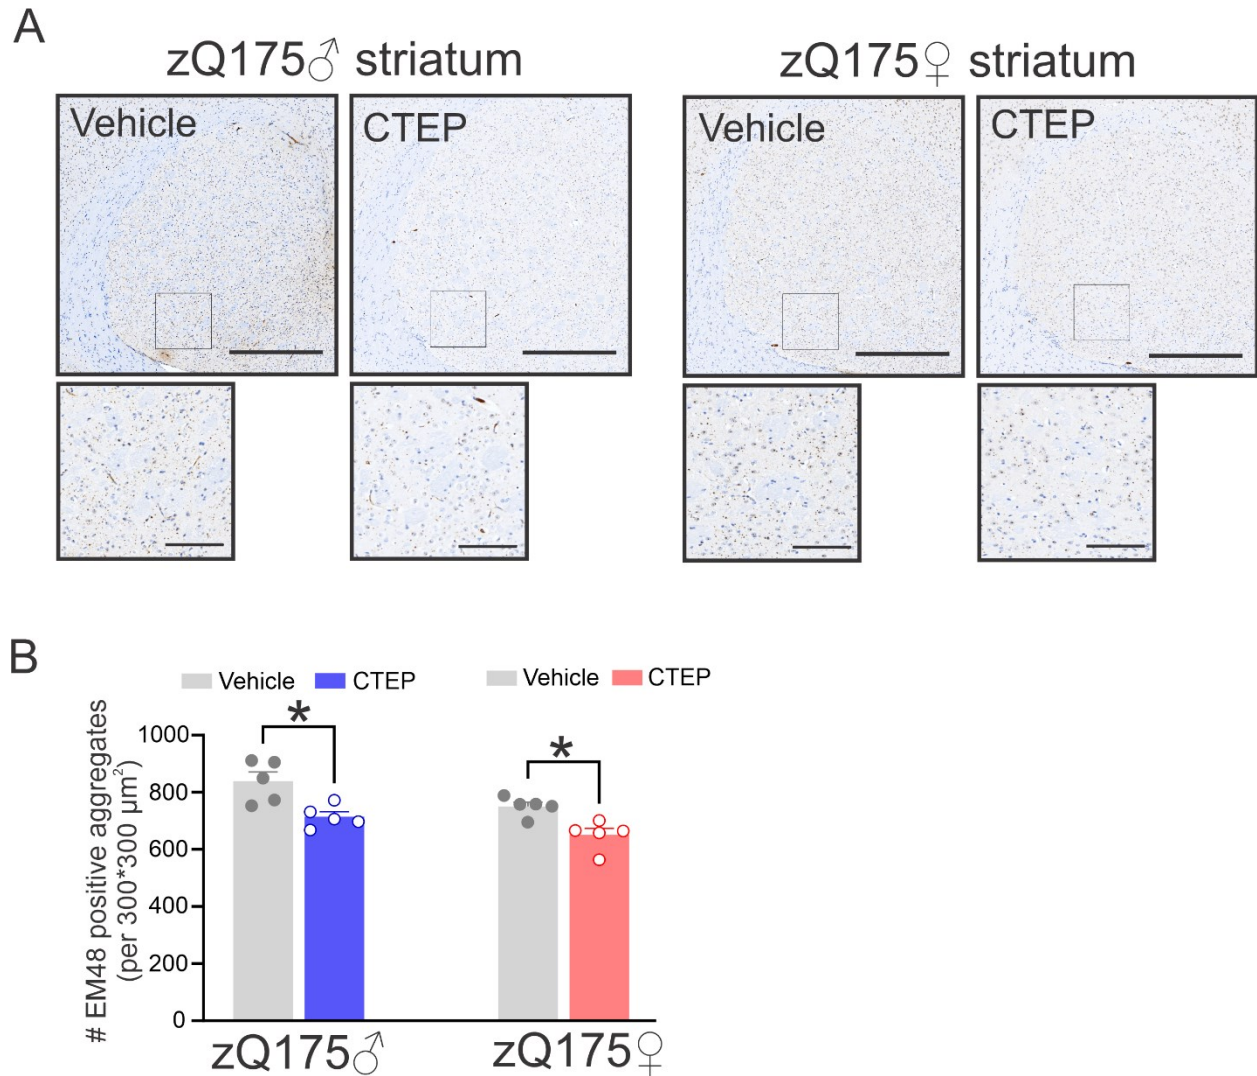 A
zQ175♂ striatum
zQ175♀ striatum
Vehicle
CTEP
Vehicle
CTEP
B
Vehicle
CTEP
Vehicle
CTEP
# EM48 positive aggregates
(per 300*300 µm²)
*
*
1000
800
600
400
200
0
zQ175♂
zQ175♀